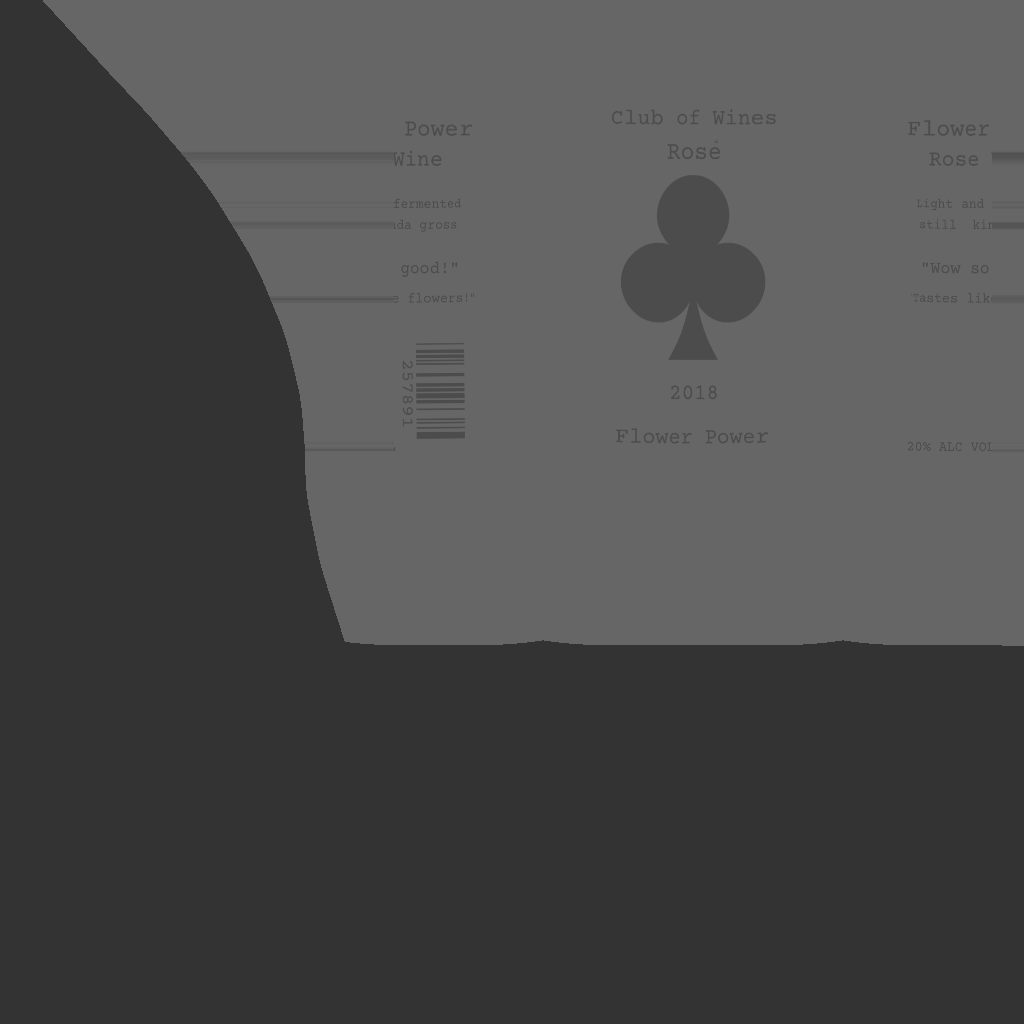 Power
Wine
fermented
da gross
good!"
flowers!"
257891
Club of Wines
Rosé
2018
Flower Power
Flower
Rose
Light and
still kin
"Wow so
Tastes lik
20% ALC VOL